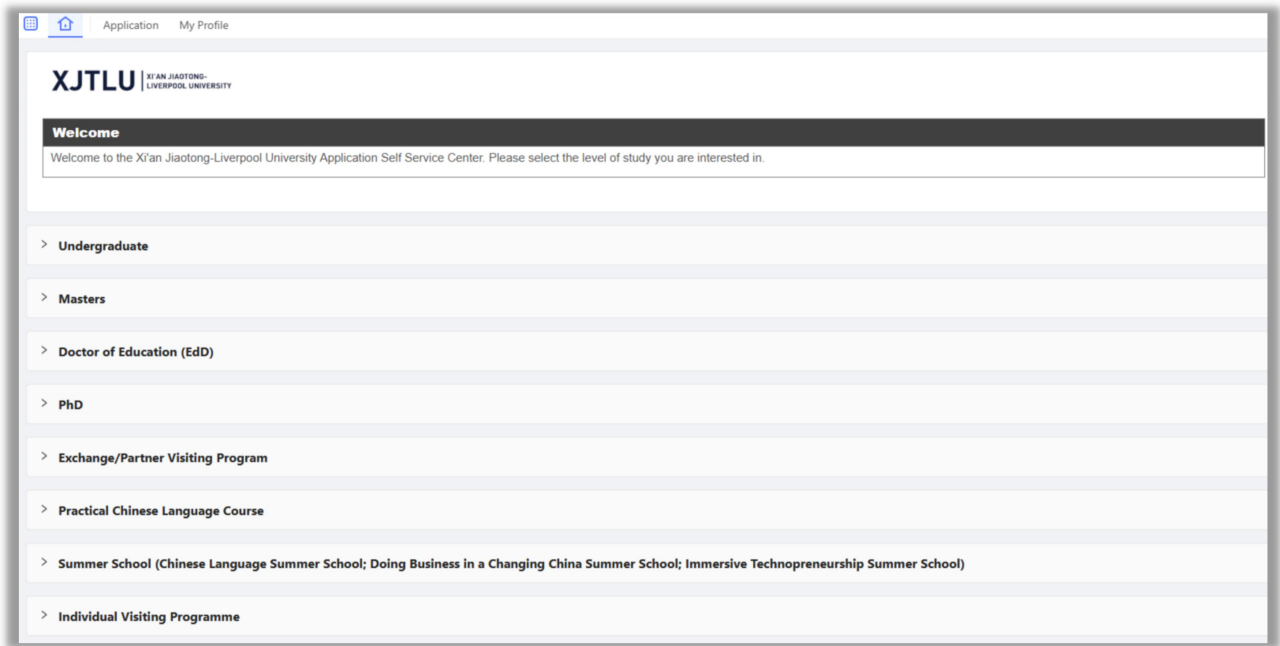 Application My Profile
XJTLU XI'AN JIAOTONG-
LIVERPOOL UNIVERSITY
Welcome
Welcome to the Xi'an Jiaotong-Liverpool University Application Self Service Center. Please select the level of study you are interested in.
Undergraduate
Masters
Doctor of Education (EdD)
PhD
Exchange/Partner Visiting Program
Practical Chinese Language Course
Summer School (Chinese Language Summer School; Doing Business in a Changing China Summer School; Immersive Technopreneurship Summer School)
Individual Visiting Programme